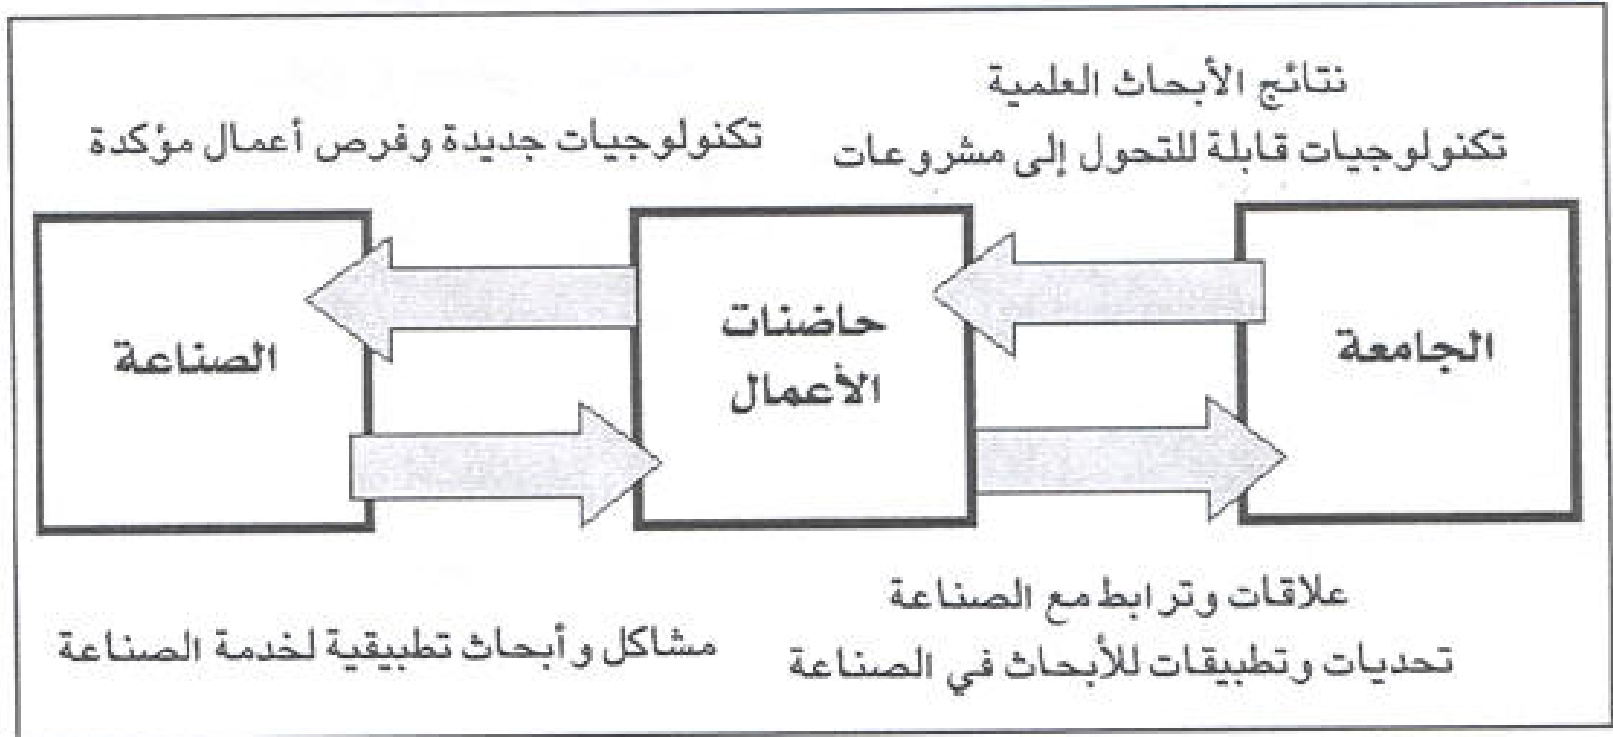 نتائج الأبحاث العلمية
تكنولوجيات قابلة للتحول إلى مشروعات
تكنولوجيات جديدة وفرص أعمال مؤكدة
الجامعة
حاضنات
الأعمال
الصناعة
علاقات وترابط مع الصناعة
تحديات وتطبيقات للأبحاث في الصناعة
مشاكل وأبحاث تطبيقية لخدمة الصناعة